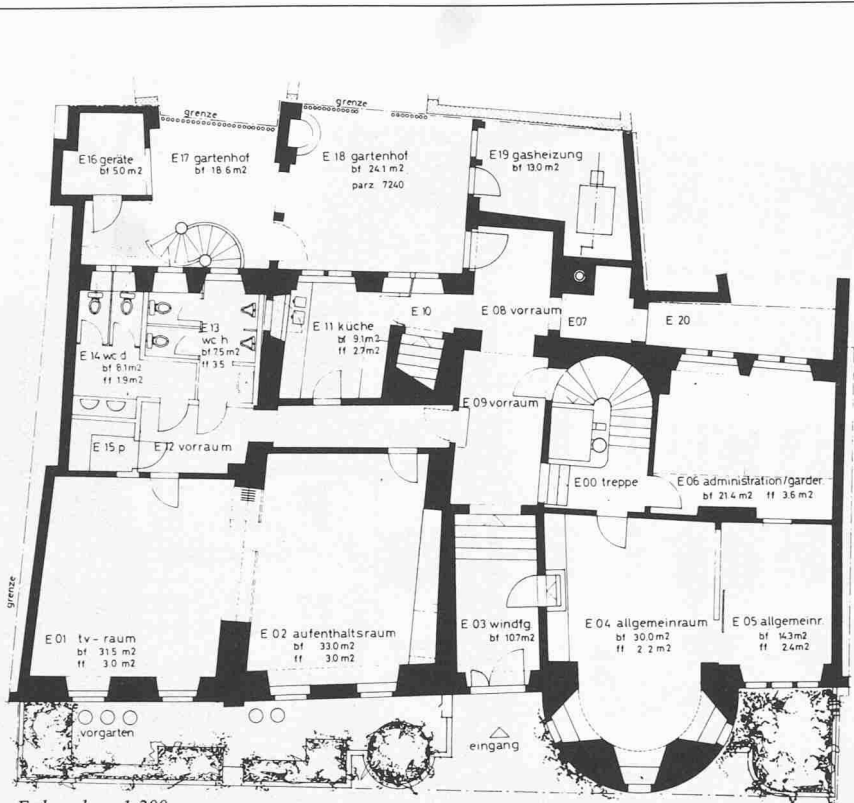 grenze
grenze
E16 geräte
bf 5.0 m2
E 17 gartenhof
bf 18.6 m2
E 18 gartenhof
bf 24.1 m2
parz. 7240
E 19 gasheizung
bf 13.0 m2
E 10
E 08 vorraum
E07
E 20
E 11 küche
bf 9.1 m2
ff 2.7 m2
E 13
wc h
bf 7.5 m2
ff 3.5
E 14 wc d
bf 8.1 m2
ff 1.9 m2
E 09 vorraum
E 15 p
E 12 vorraum
E 00 treppe
E 06 administration/garder.
bf 21.4 m2 ff 3.6 m2
grenze
E 01 tv-raum
bf 31.5 m2
ff 3.0 m2
E 02 aufenthaltsraum
bf 33.0 m2
ff 3.0 m2
E 03 windfg
bf 10.7 m2
E 04 allgemeinraum
bf 30.0 m2
ff 2.2 m2
E 05 allgemeinr.
bf 14.3 m2
ff 2.4 m2
vorgarten
eingang